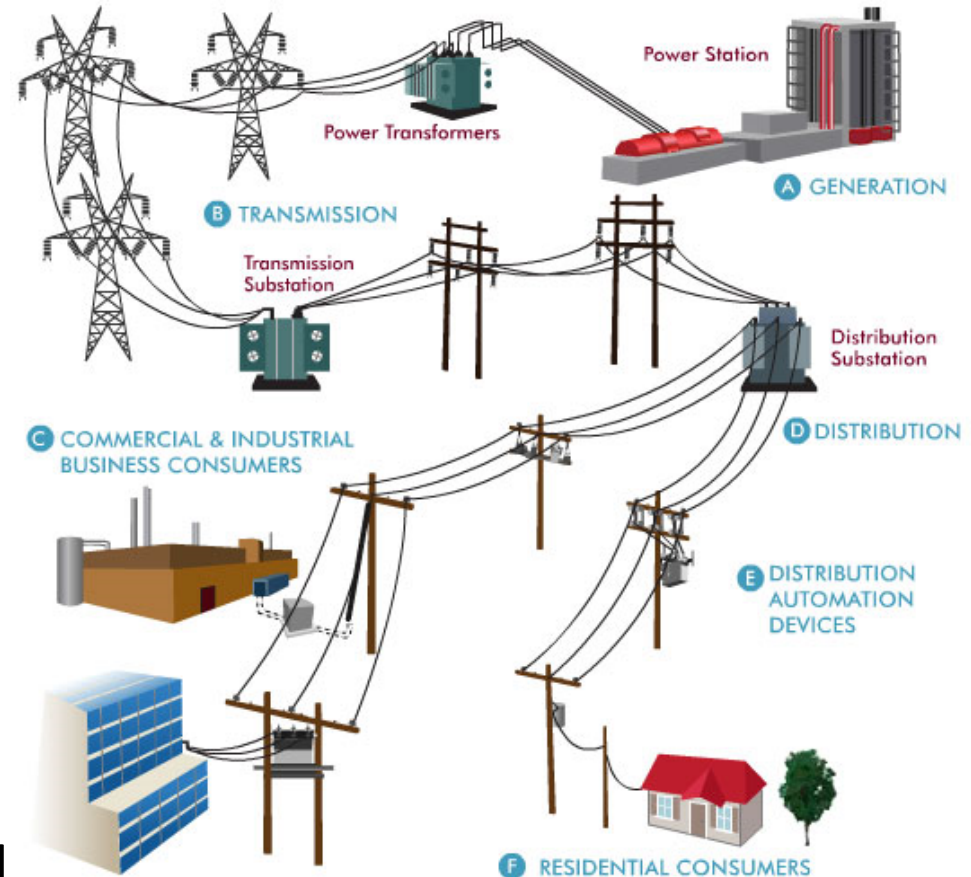 Power Station
Power Transformers
A GENERATION
B TRANSMISSION
Transmission
Substation
Distribution
Substation
C COMMERCIAL & INDUSTRIAL
BUSINESS CONSUMERS
D DISTRIBUTION
E DISTRIBUTION
AUTOMATION
DEVICES
F RESIDENTIAL CONSUMERS